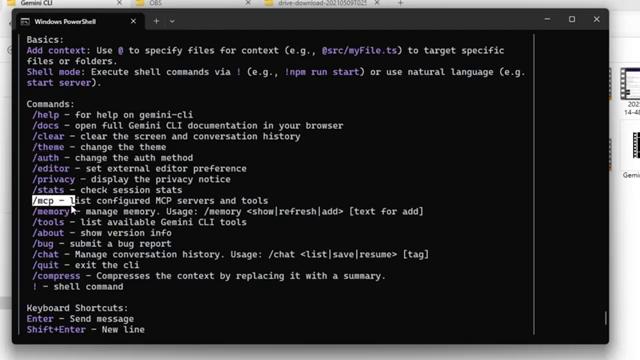 Gemini CLI
OBS
drive-download-20210509T025
Windows PowerShell
Basics:
Add context: Use @ to specify files for context (e.g., @src/myFile.ts) to target specific
files or folders.
Shell mode: Execute shell commands via ! (e.g., !npm run start) or use natural language (e.g.
start server).
Commands:
/help - for help on gemini-cli
/docs - open full Gemini CLI documentation in your browser
/clear - clear the screen and conversation history
/theme - change the theme
/auth - change the auth method
/editor - set external editor preference
/privacy - display the privacy notice
/stats - check session stats
/mcp - list configured MCP servers and tools
/memory - manage memory. Usage: /memory <show|refresh|add> [text for add]
/tools - list available Gemini CLI tools
/about - show version info
/bug - submit a bug report
/chat - Manage conversation history. Usage: /chat <list|save|resume> [tag]
/quit - exit the cli
/compress - Compresses the context by replacing it with a summary.
! - shell command
Keyboard Shortcuts:
Enter - Send message
Shift+Enter - New line